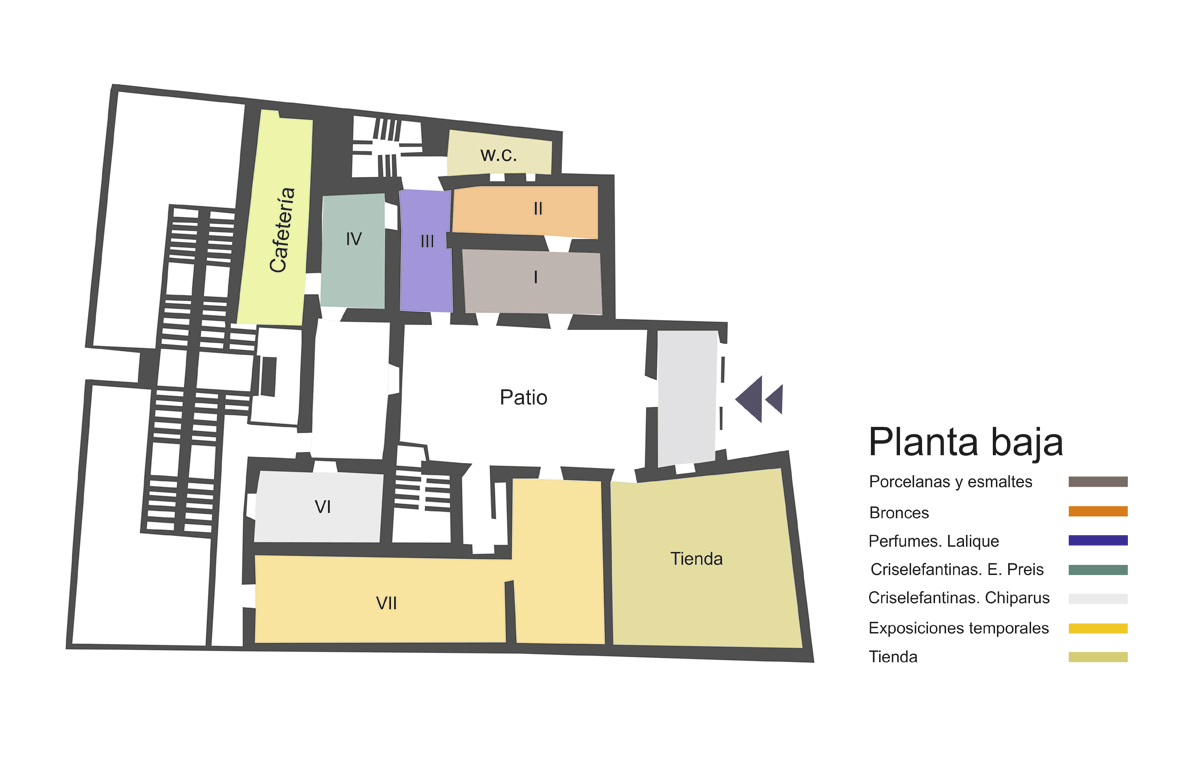 w.c.
II
Cafetería
IV
III
I
Patio
VI
Tienda
VII
Planta baja
Porcelanas y esmaltes
Bronces
Perfumes. Lalique
Criselefantinas. E. Preis
Criselefantinas. Chiparus
Exposiciones temporales
Tienda